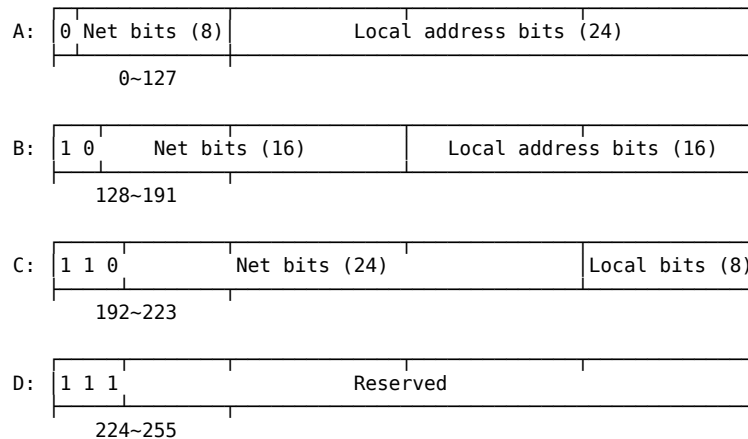 A: 0 Net bits (8) Local address bits (24)
0~127
B: 1 0 Net bits (16) Local address bits (16)
128~191
C: 1 1 0 Net bits (24) Local bits (8)
192~223
D: 1 1 1 Reserved
224~255